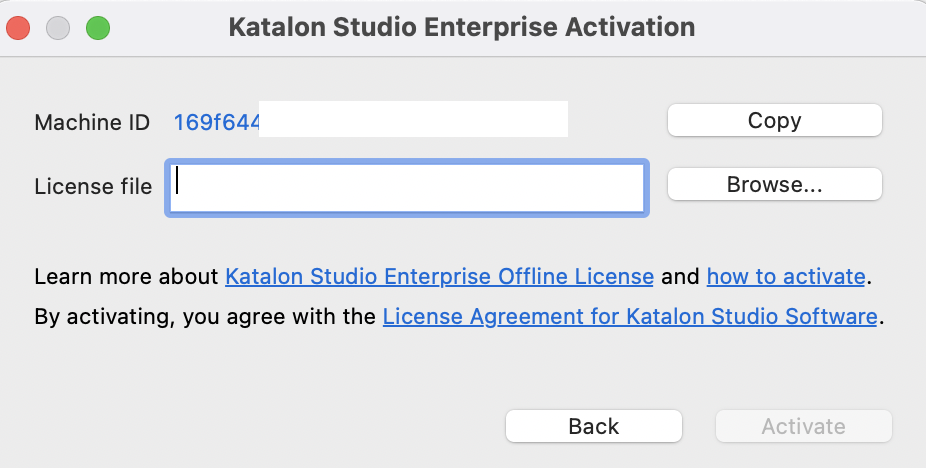 Katalon Studio Enterprise Activation
Machine ID 169f644 Copy
License file Browse...
Learn more about Katalon Studio Enterprise Offline License and how to activate.
By activating, you agree with the License Agreement for Katalon Studio Software.
Back Activate